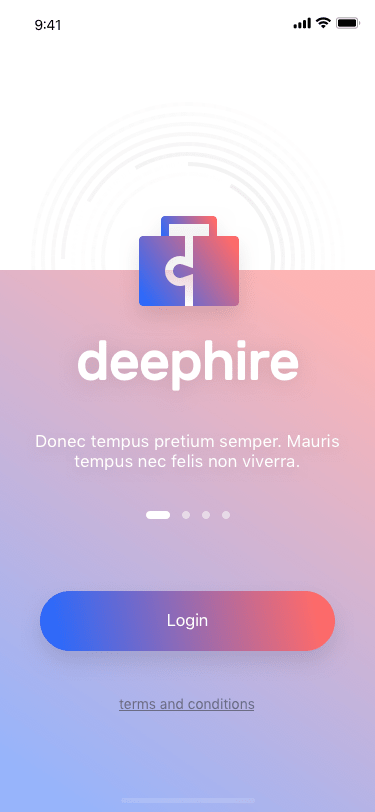 9:41
deephire
Donec tempus pretium semper. Mauris
tempus nec felis non viverra.
Login
terms and conditions